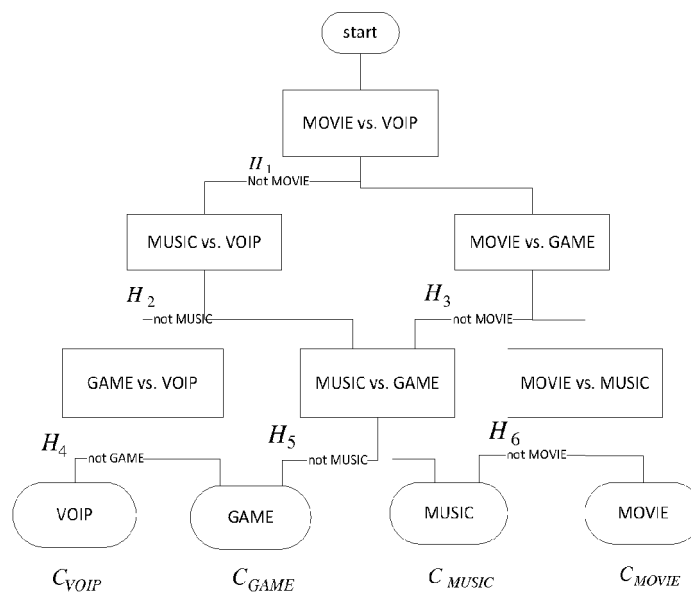 start
MOVIE vs. VOIP
H1
Not MOVIE
MUSIC vs. VOIP
MOVIE vs. GAME
H2
H3
not MUSIC
not MOVIE
GAME vs. VOIP
MUSIC vs. GAME
MOVIE vs. MUSIC
H4
H5
H6
not GAME
not MUSIC
not MOVIE
VOIP
GAME
MUSIC
MOVIE
CVOIP
CGAME
CMUSIC
CMOVIE